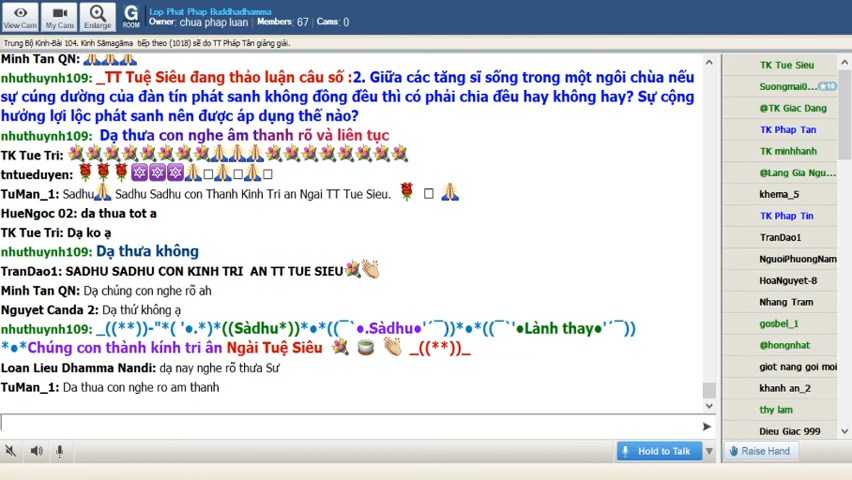 View Cam
My Cam
Enlarge
G
ROOM
Lop Phat Phap Buddhadhamma
Owner: chua phap luan Members: 67 Cams: 0
Trung Bộ Kinh-Bài 104. Kinh Sāmagāma tiếp theo (1018) sẽ do TT Pháp Tân giảng giải.
Minh Tan QN:
nhuthuynh109: _TT Tuệ Siêu đang thảo luận câu số :2. Giữa các tăng sĩ sống trong một ngôi chùa nếu
sự cúng dường của đàn tín phát sanh không đồng đều thì có phải chia đều hay không hay? Sự cộng
hưởng lợi lộc phát sanh nên được áp dụng thế nào?
nhuthuynh109: Dạ thưa con nghe âm thanh rõ và liên tục
TK Tue Tri:
tntueduyen:
TuMan_1: Sadhu Sadhu Sadhu con Thanh Kinh Tri an Ngai TT Tue Sieu.
HueNgoc 02: da thua tot a
TK Tue Tri: Dạ ko ạ
nhuthuynh109: Dạ thưa không
TranDao1: SADHU SADHU CON KINH TRI AN TT TUE SIEU
Minh Tan QN: Dạ chúng con nghe rõ ah
Nguyet Canda 2: Dạ thứ không ạ
nhuthuynh109: _((**))-"*( '●.*)*((Sàdhu*))*●*((¯`●.Sàdhu●'´¯))*●*((¯`'●Lành thay●'´¯))
*●*Chúng con thành kính tri ân Ngài Tuệ Siêu _((**))_
Loan Lieu Dhamma Nandi: dạ nay nghe rõ thưa Sư
TuMan_1: Da thua con nghe ro am thanh
Hold to Talk
TK Tue Sieu
Suongmai0... 10
@TK Giac Dang
TK Phap Tan
TK minhhanh
@Lang Gia Ngu...
khema_5
TK Phap Tin
TranDao1
NguoiPhuongNam
HoaNguyet-8
Nhang Tram
gosbel_1
@hongnhat
giot nang goi moi
khanh an_2
thy lam
Dieu Giac 999
Raise Hand